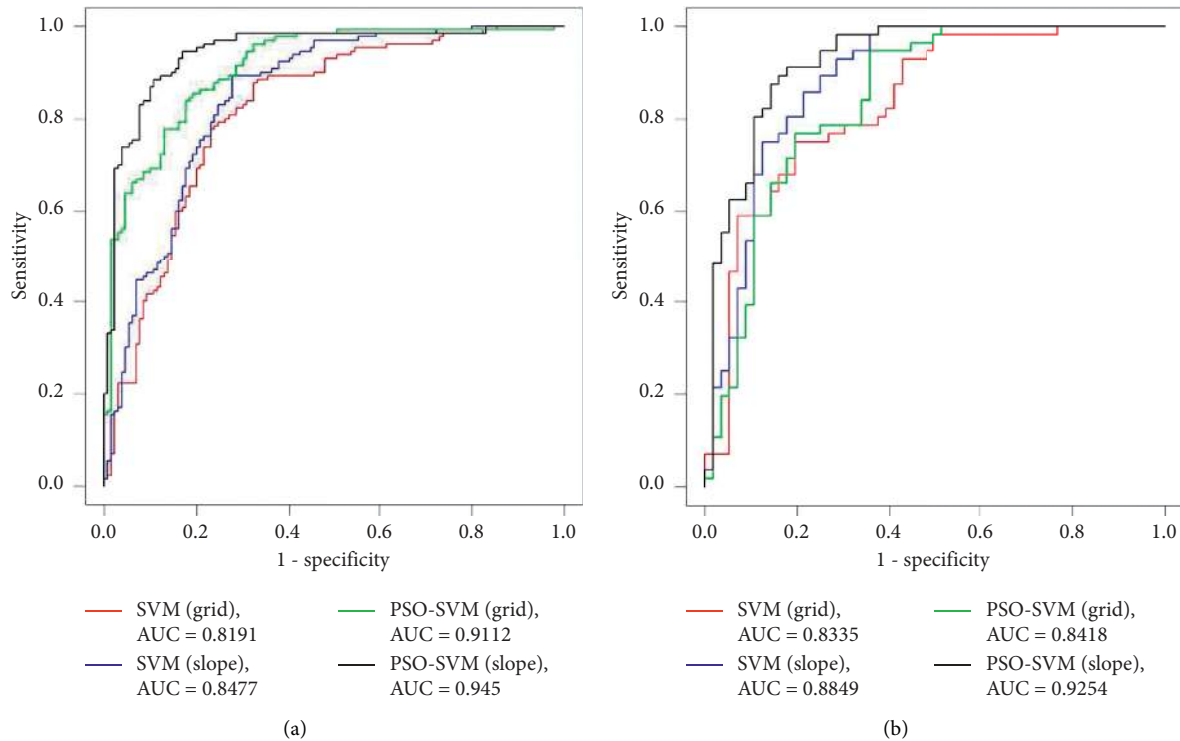 1.0
0.8
0.6
0.4
0.2
0.0
Sensitivity
0.0 0.2 0.4 0.6 0.8 1.0
1 - specificity
SVM (grid),
AUC = 0.8191
SVM (slope),
AUC = 0.8477
PSO-SVM (grid),
AUC = 0.9112
PSO-SVM (slope),
AUC = 0.945
(a)
1.0
0.8
0.6
0.4
0.2
0.0
Sensitivity
0.0 0.2 0.4 0.6 0.8 1.0
1 - specificity
SVM (grid),
AUC = 0.8335
SVM (slope),
AUC = 0.8849
PSO-SVM (grid),
AUC = 0.8418
PSO-SVM (slope),
AUC = 0.9254
(b)